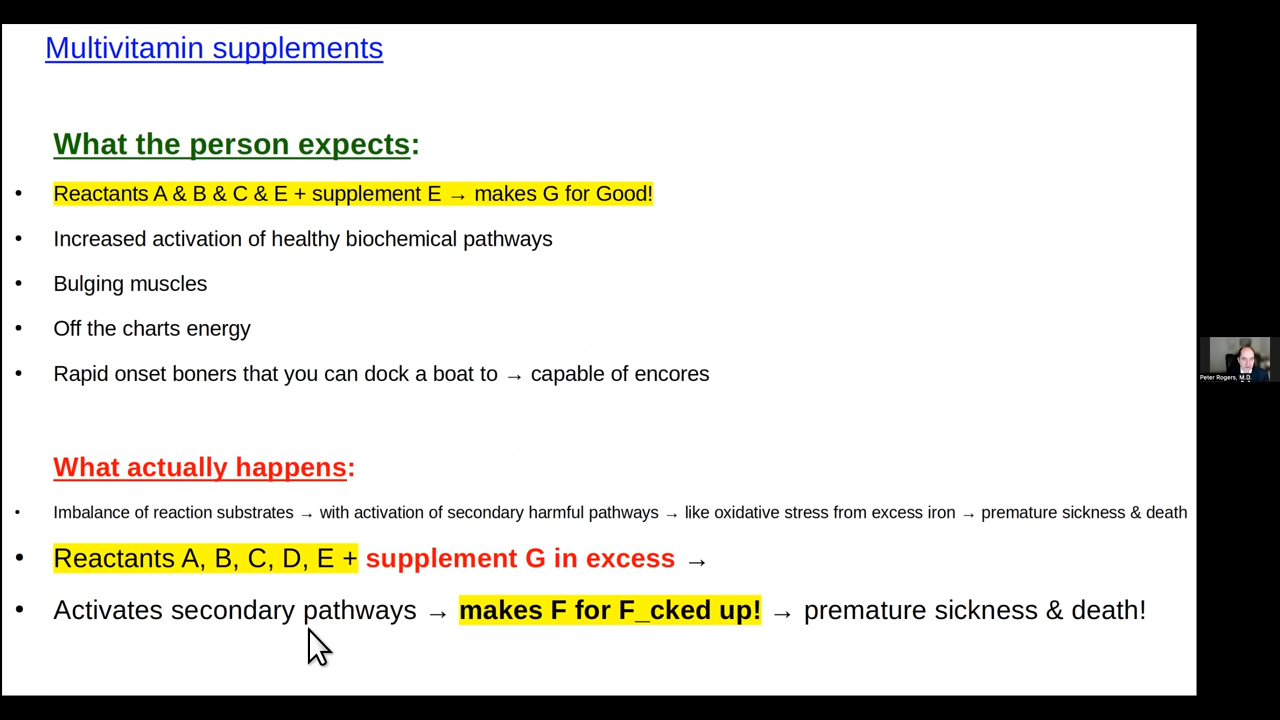 Multivitamin supplements
What the person expects:
• Reactants A & B & C & E + supplement E → makes G for Good!
• Increased activation of healthy biochemical pathways
• Bulging muscles
• Off the charts energy
• Rapid onset boners that you can dock a boat to → capable of encores
Peter Rogers, M.D.
What actually happens:
• Imbalance of reaction substrates → with activation of secondary harmful pathways → like oxidative stress from excess iron → premature sickness & death
• Reactants A, B, C, D, E + supplement G in excess →
• Activates secondary pathways → makes F for F_cked up! → premature sickness & death!